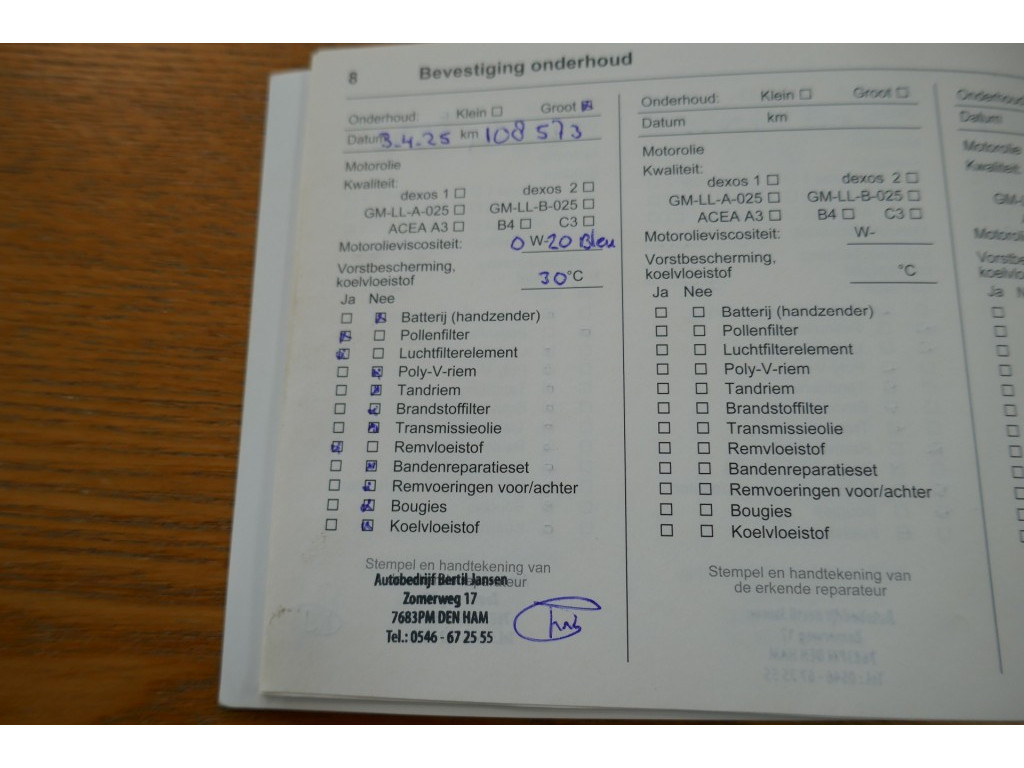 8 Bevestiging onderhoud
Onderhoud: Klein ☐ Groot ☒
Datum 3-4-25 km 108573
Motorolie
Kwaliteit:
dexos 1 ☐ dexos 2 ☐
GM-LL-A-025 ☐ GM-LL-B-025 ☐
ACEA A3 ☐ B4 ☐ C3 ☐
Motorolieviscositeit: 0 W-20 Bleu
Vorstbescherming,
koelvloeistof 30 °C
Ja Nee
☐ ☒ Batterij (handzender)
☒ ☐ Pollenfilter
☒ ☐ Luchtfilterelement
☐ ☒ Poly-V-riem
☐ ☒ Tandriem
☐ ☒ Brandstoffilter
☐ ☒ Transmissieolie
☒ ☐ Remvloeistof
☐ ☒ Bandenreparatieset
☐ ☒ Remvoeringen voor/achter
☐ ☒ Bougies
☐ ☒ Koelvloeistof
Stempel en handtekening van
Autobedrijf Bertil Jansen
Zomerweg 17
7683PM DEN HAM
Tel.: 0546 - 67 25 55
Onderhoud: Klein ☐ Groot ☐
Datum km
Motorolie
Kwaliteit:
dexos 1 ☐ dexos 2 ☐
GM-LL-A-025 ☐ GM-LL-B-025 ☐
ACEA A3 ☐ B4 ☐ C3 ☐
Motorolieviscositeit: W-
Vorstbescherming,
koelvloeistof °C
Ja Nee
☐ ☐ Batterij (handzender)
☐ ☐ Pollenfilter
☐ ☐ Luchtfilterelement
☐ ☐ Poly-V-riem
☐ ☐ Tandriem
☐ ☐ Brandstoffilter
☐ ☐ Transmissieolie
☐ ☐ Remvloeistof
☐ ☐ Bandenreparatieset
☐ ☐ Remvoeringen voor/achter
☐ ☐ Bougies
☐ ☐ Koelvloeistof
Stempel en handtekening van
de erkende reparateur
Datum
Motorolie
Kwaliteit:
Ja